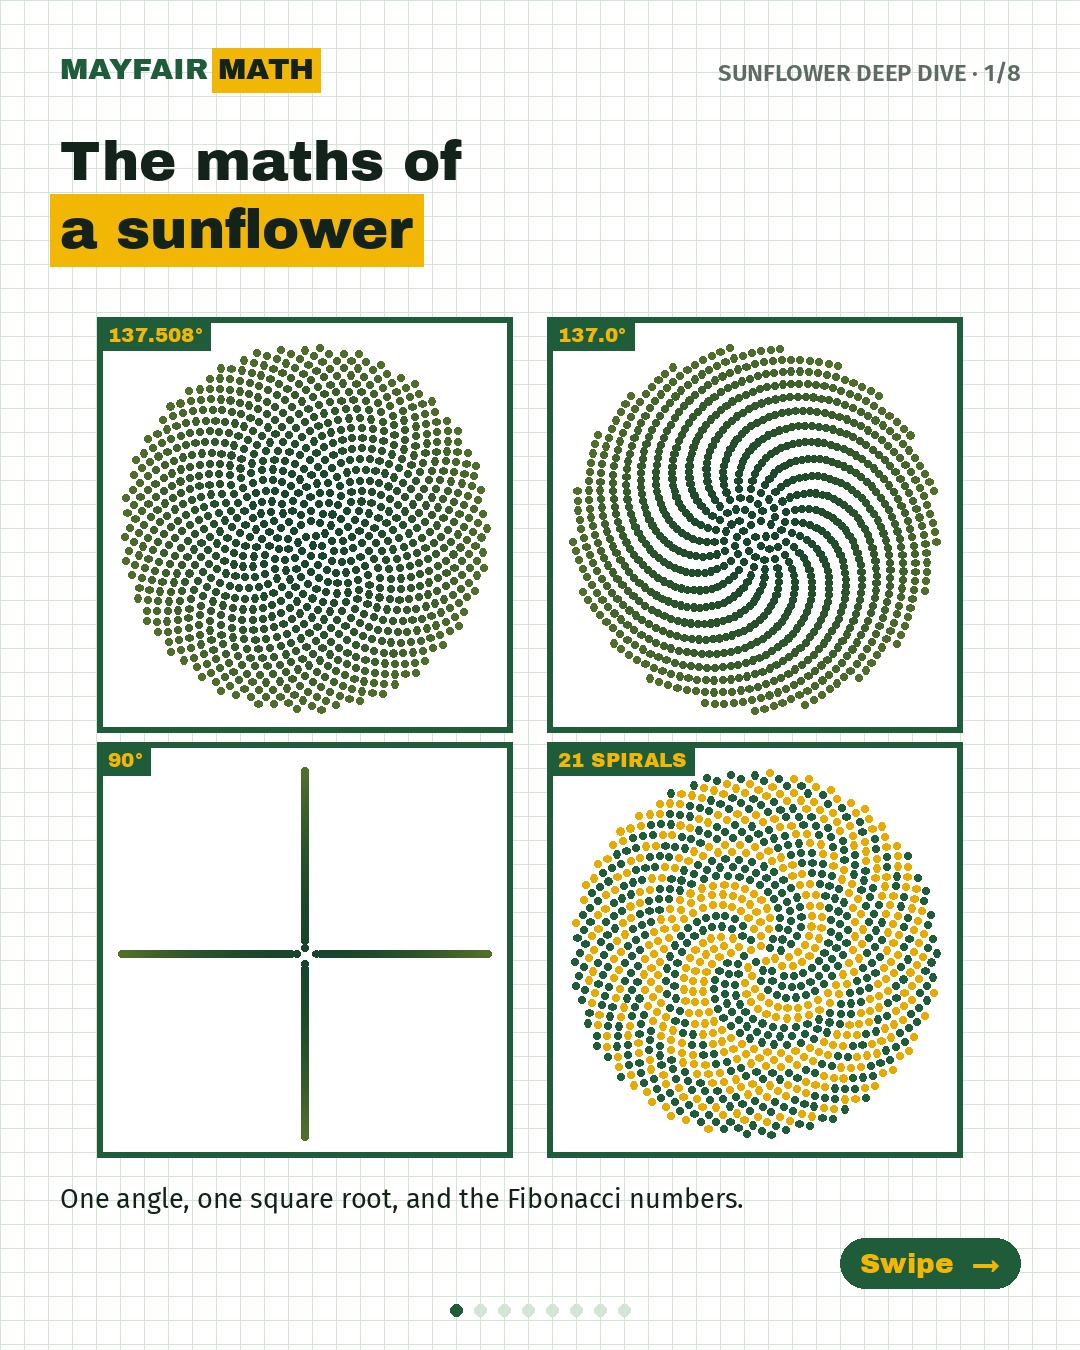 MAYFAIR MATH
SUNFLOWER DEEP DIVE · 1/8
The maths of
a sunflower
137.508°
137.0°
90°
21 SPIRALS
One angle, one square root, and the Fibonacci numbers.
Swipe →